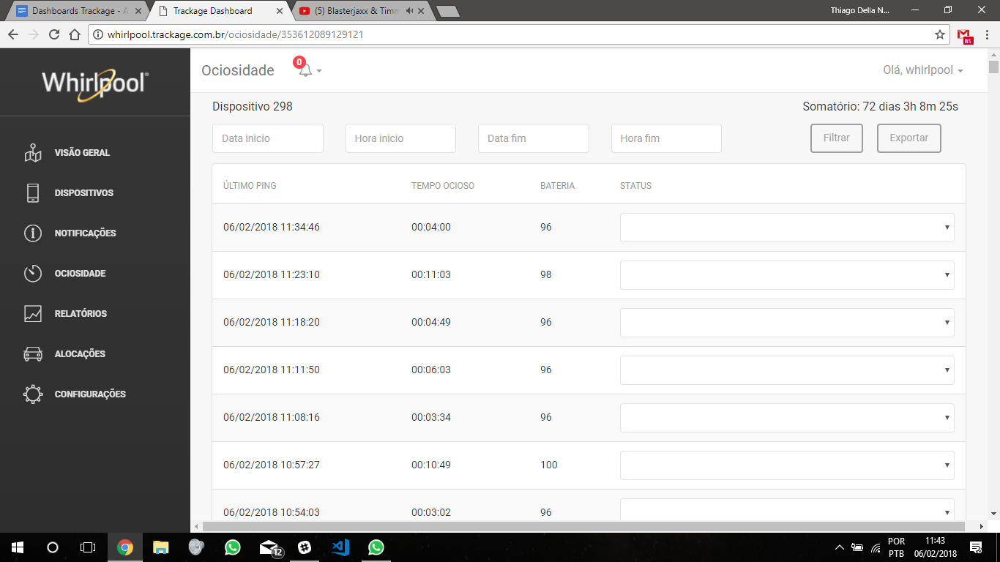 Dashboards Trackage - A
Trackage Dashboard
(5) Blasterjaxx & Timm
Thiago Della N...
whirlpool.trackage.com.br/ociosidade/353612089129121
85
Whirlpool
Ociosidade
0
Olá, whirlpool
VISÃO GERAL
DISPOSITIVOS
NOTIFICAÇÕES
OCIOSIDADE
RELATÓRIOS
ALOCAÇÕES
CONFIGURAÇÕES
Dispositivo 298
Somatório: 72 dias 3h 8m 25s
Data inicio
Hora inicio
Data fim
Hora fim
Filtrar
Exportar
ÚLTIMO PING TEMPO OCIOSO BATERIA STATUS
06/02/2018 11:34:46 00:04:00 96
06/02/2018 11:23:10 00:11:03 98
06/02/2018 11:18:20 00:04:49 96
06/02/2018 11:11:50 00:06:03 96
06/02/2018 11:08:16 00:03:34 96
06/02/2018 10:57:27 00:10:49 100
06/02/2018 10:54:03 00:03:02 96
12
POR
PTB
11:43
06/02/2018